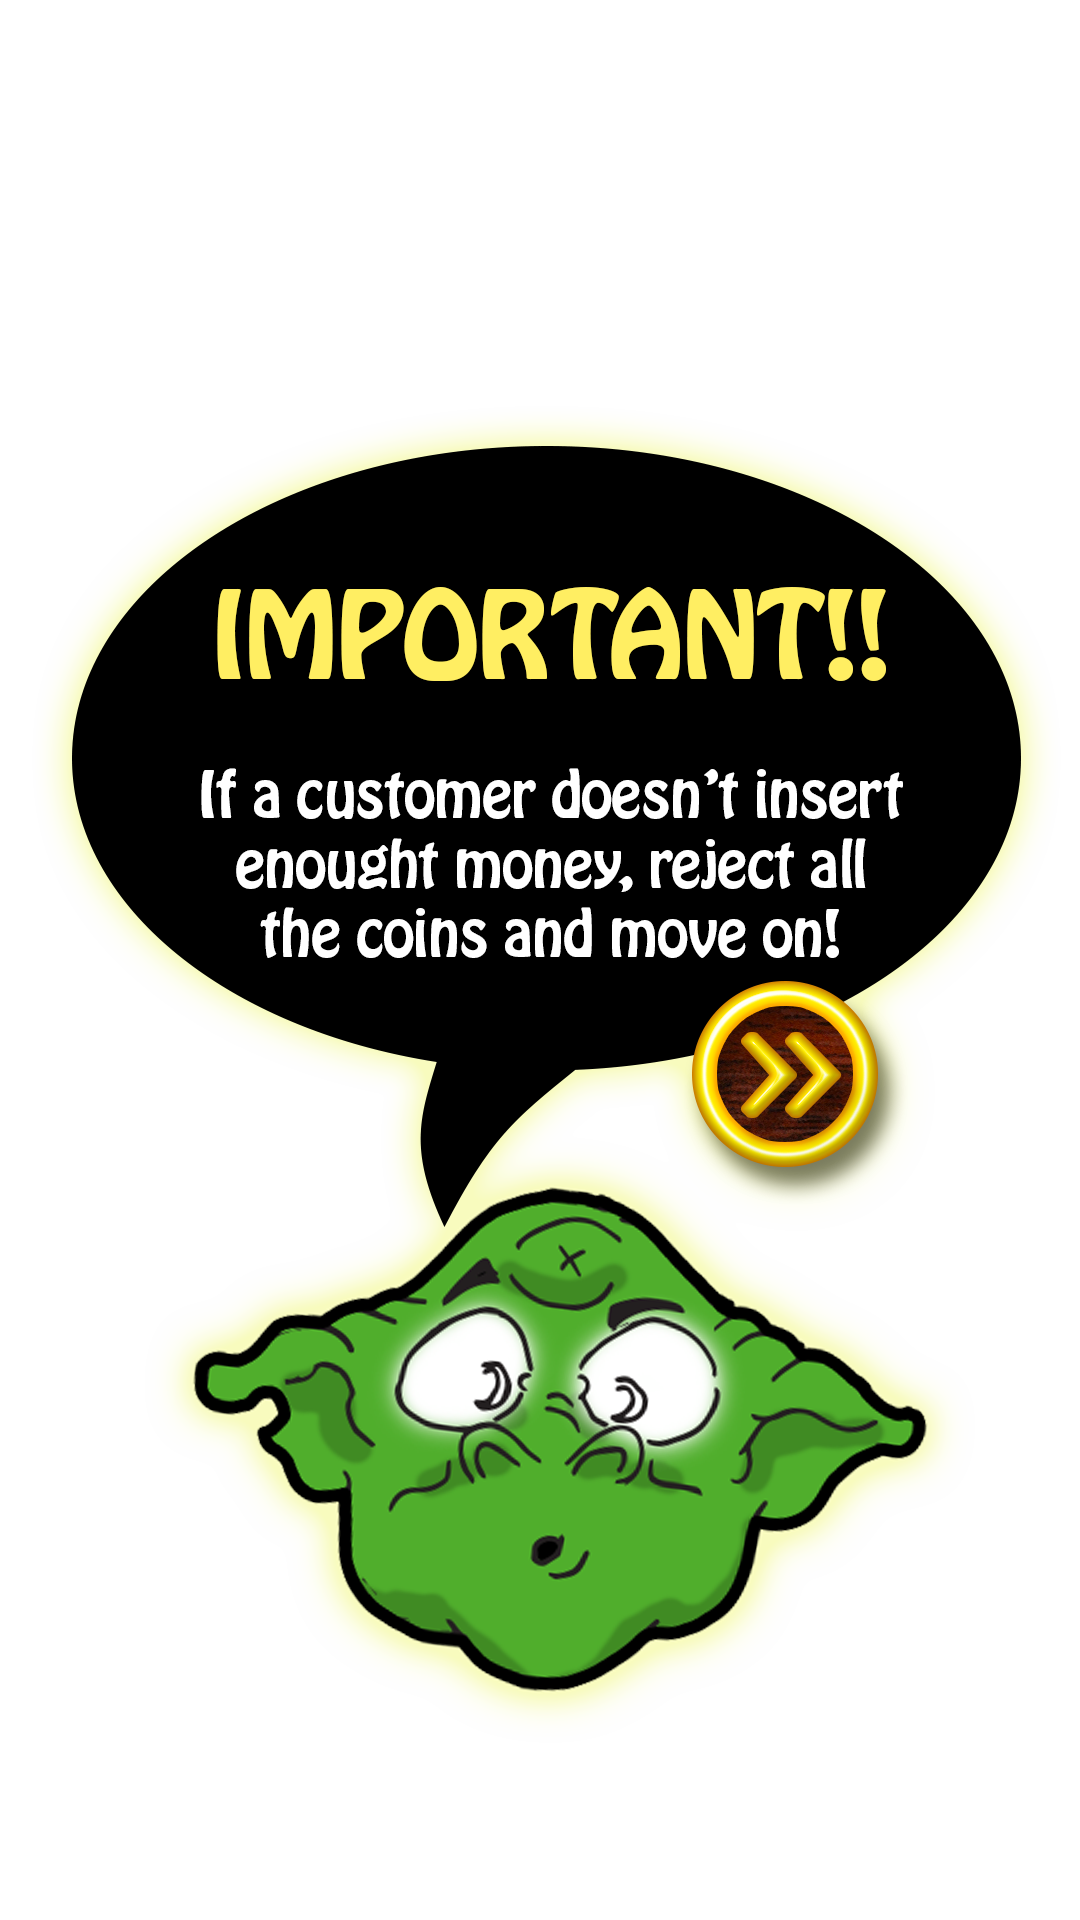 IMPORTANT!!
If a customer doesn't insert
enought money, reject all
the coins and move on!